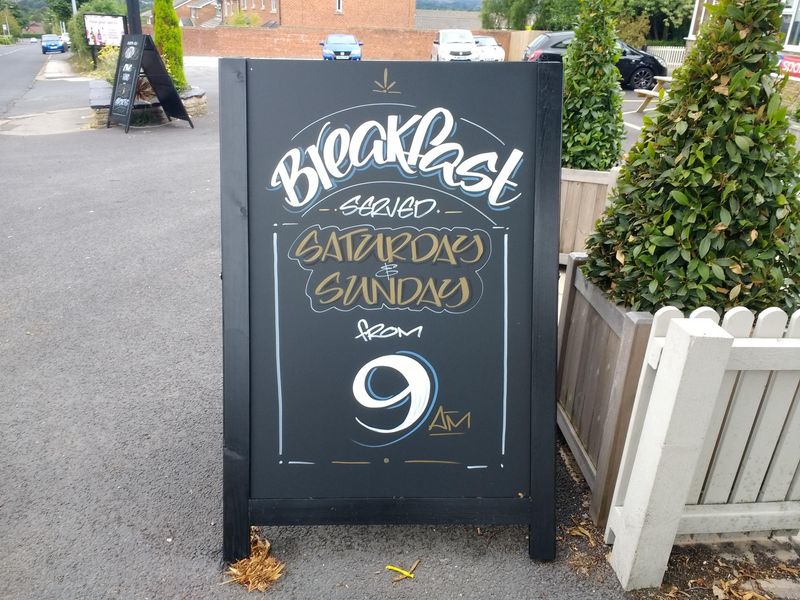 Breakfast
SERVED
SATURDAY
&
SUNDAY
from
9 AM